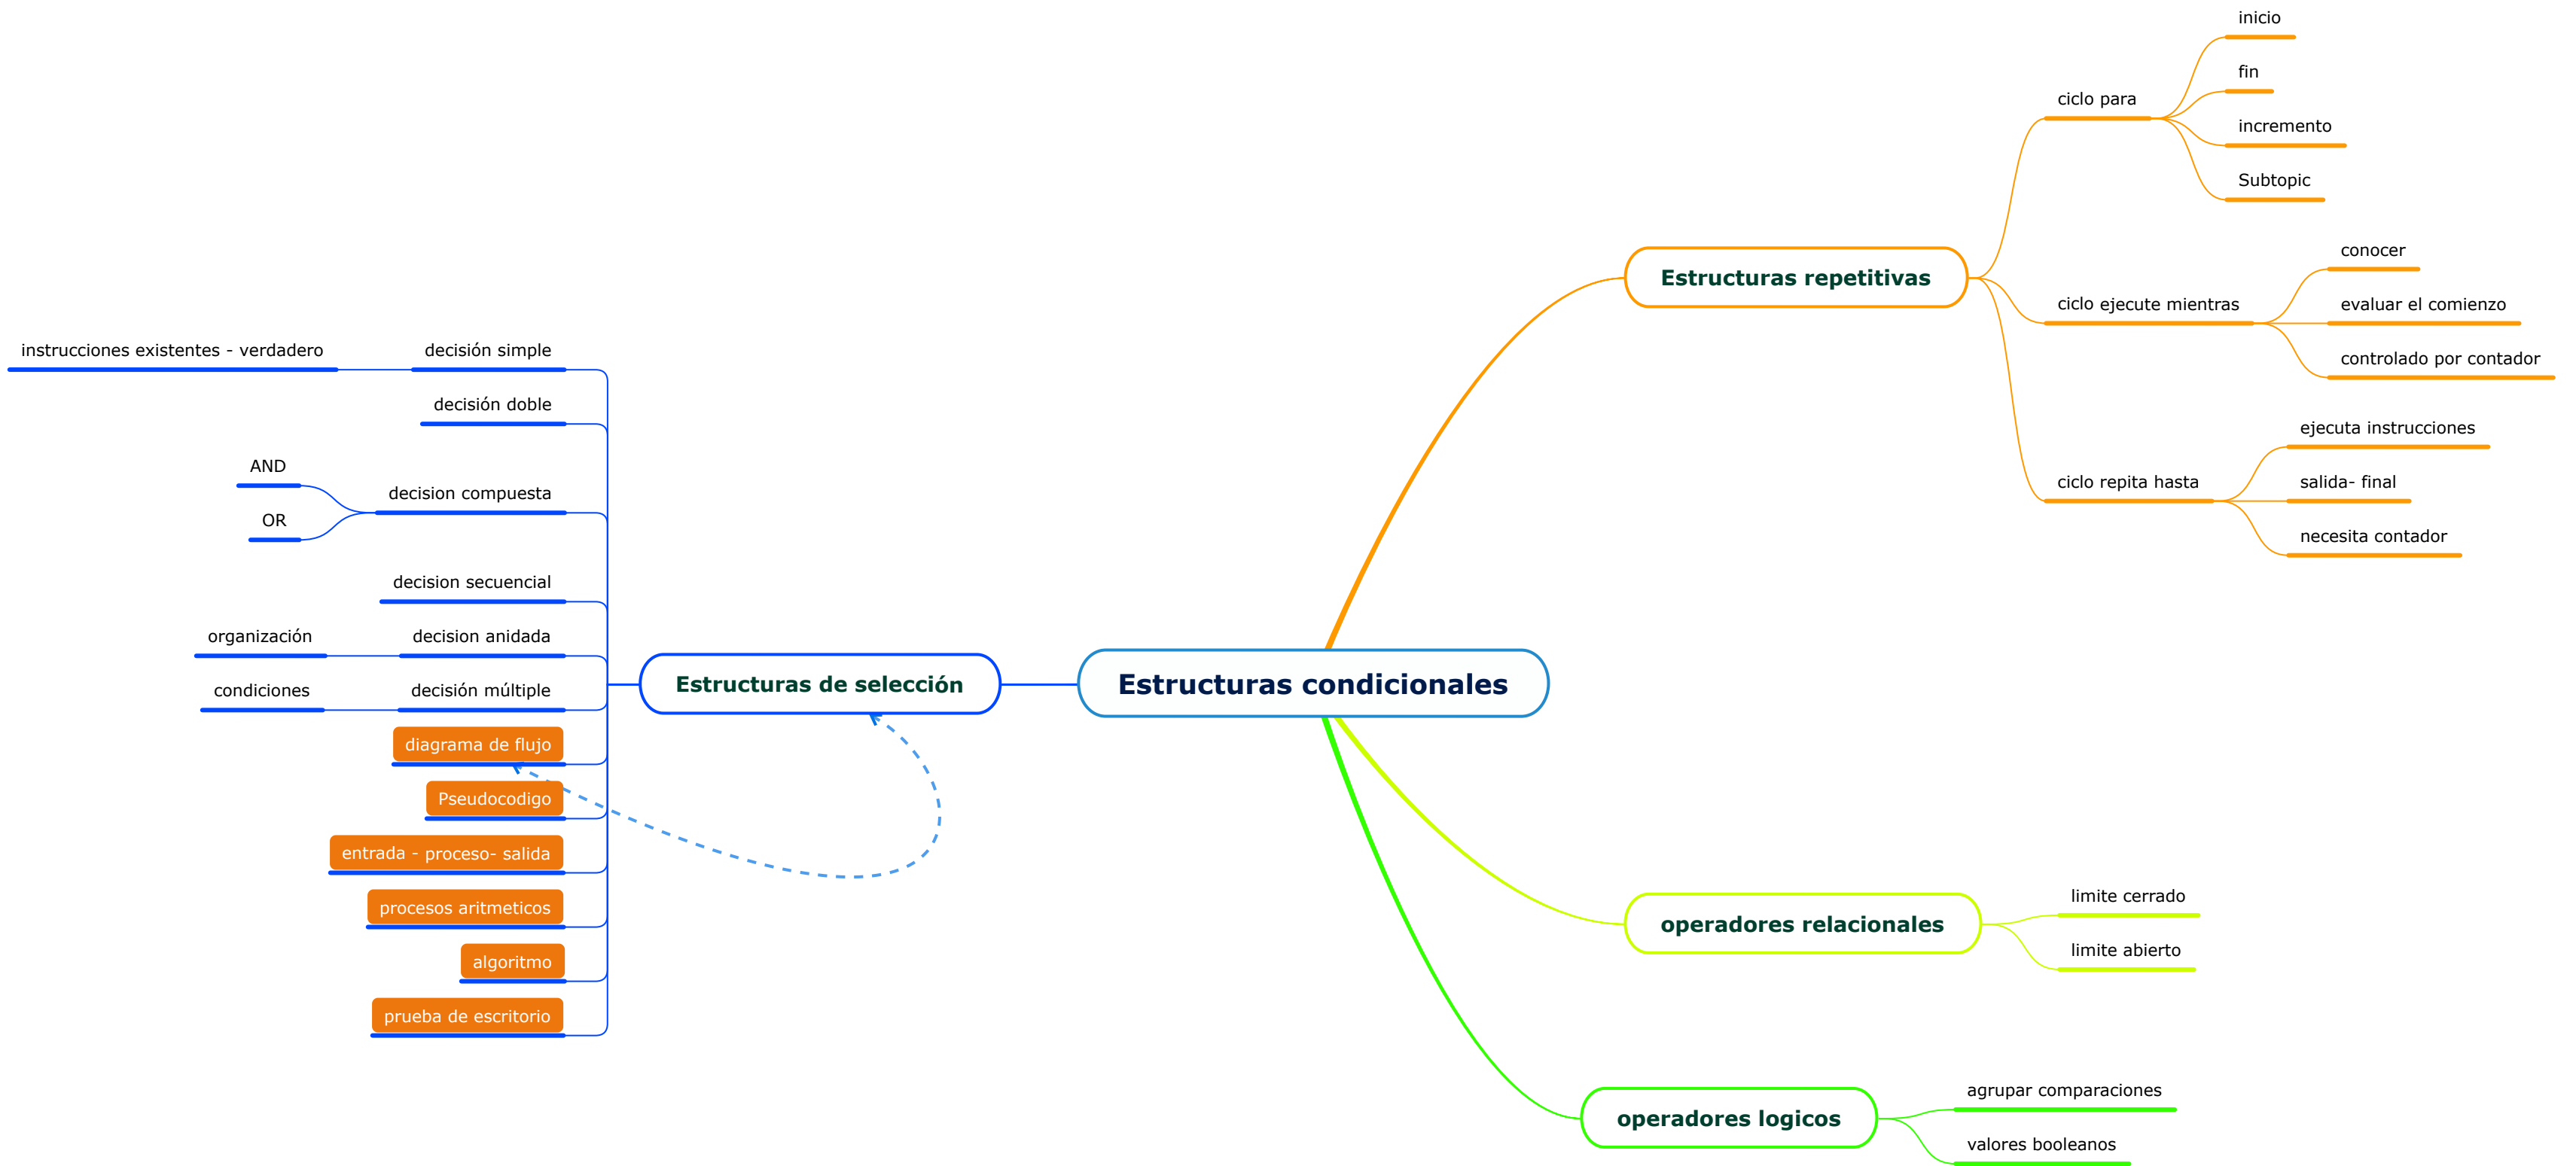 Estructuras condicionales
Estructuras repetitivas
ciclo para
inicio
fin
incremento
Subtopic
ciclo ejecute mientras
conocer
evaluar el comienzo
controlado por contador
ciclo repita hasta
ejecuta instrucciones
salida- final
necesita contador
operadores relacionales
limite cerrado
limite abierto
operadores logicos
agrupar comparaciones
valores booleanos
Estructuras de selección
decisión simple
instrucciones existentes - verdadero
decisión doble
decision compuesta
AND
OR
decision secuencial
decision anidada
organización
decisión múltiple
condiciones
diagrama de flujo
Pseudocodigo
entrada - proceso- salida
procesos aritmeticos
algoritmo
prueba de escritorio